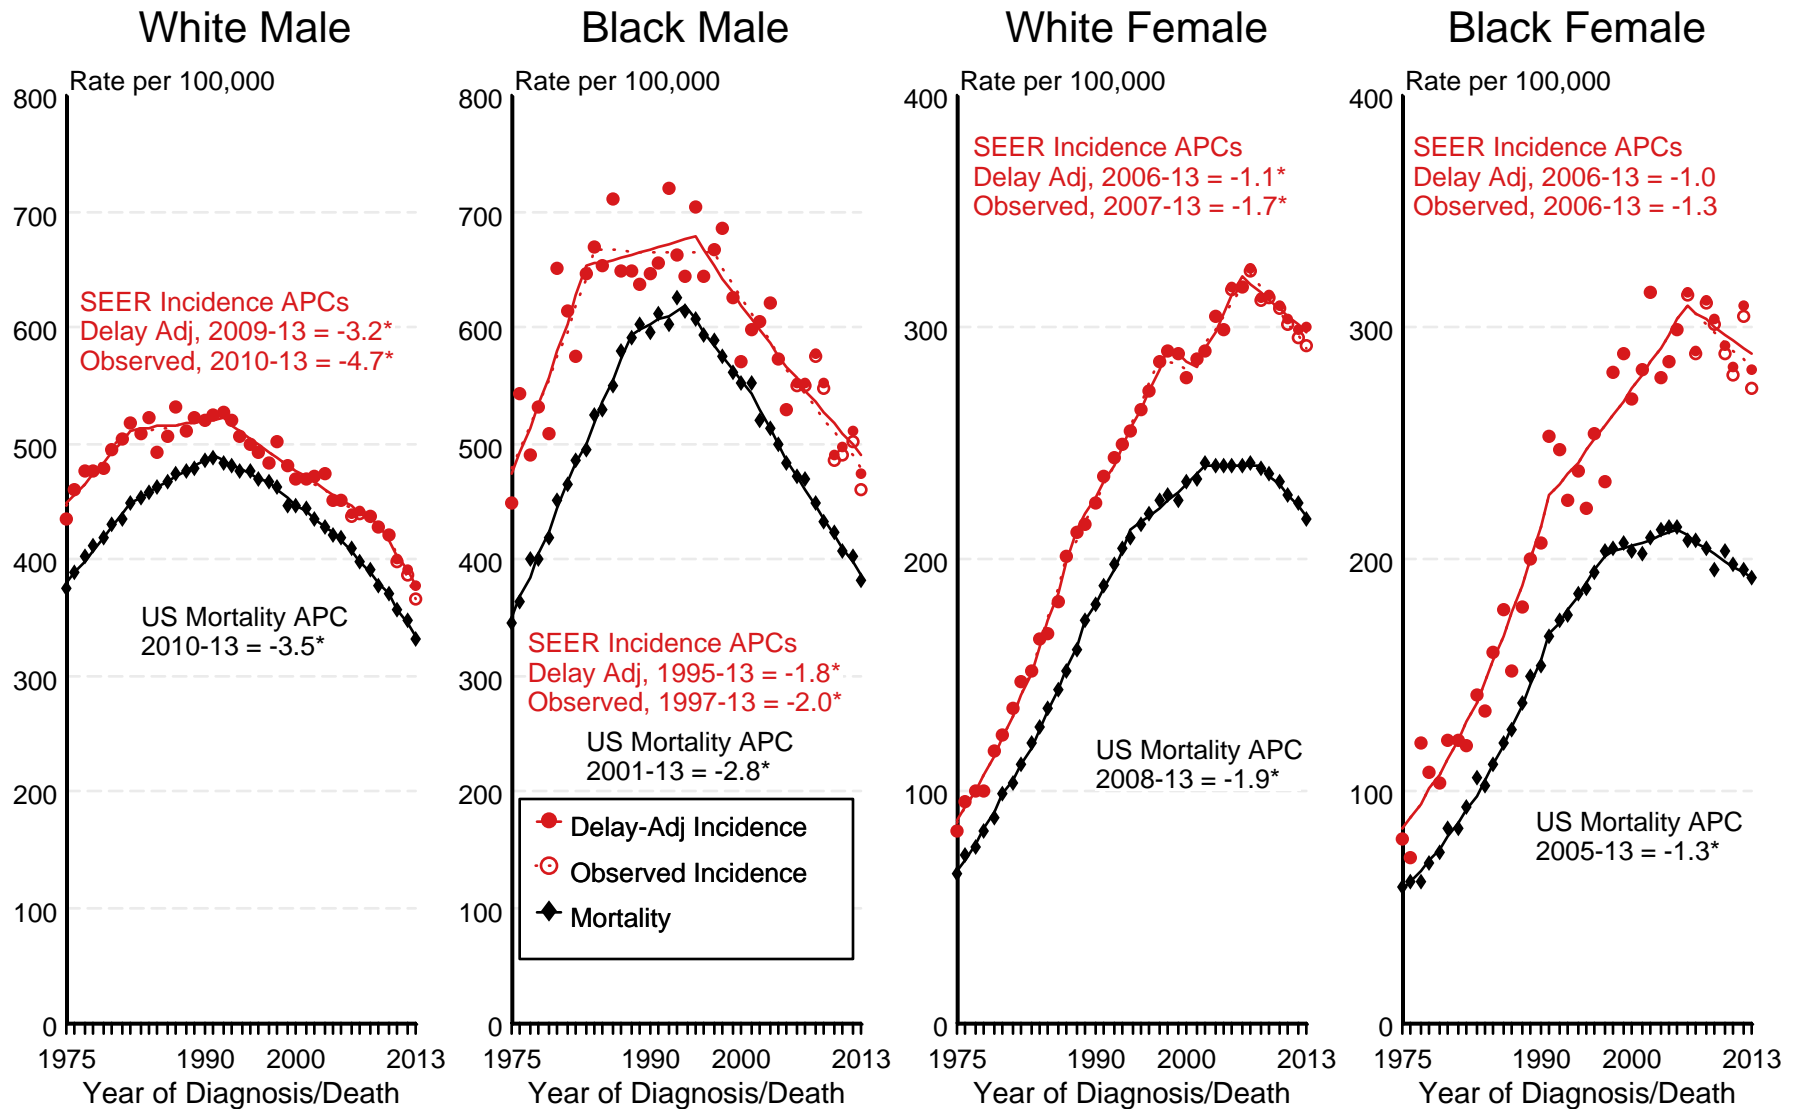 White Male
Rate per 100,000
800
700
600
500
400
300
200
100
0
SEER Incidence APCs
Delay Adj, 2009-13 = -3.2*
Observed, 2010-13 = -4.7*
US Mortality APC
2010-13 = -3.5*
1975
1990
2000
2013
Year of Diagnosis/Death
Black Male
Rate per 100,000
800
700
600
500
400
300
200
100
0
SEER Incidence APCs
Delay Adj, 1995-13 = -1.8*
Observed, 1997-13 = -2.0*
US Mortality APC
2001-13 = -2.8*
Delay-Adj Incidence
Observed Incidence
Mortality
1975
1990
2000
2013
Year of Diagnosis/Death
White Female
Rate per 100,000
400
300
200
100
0
SEER Incidence APCs
Delay Adj, 2006-13 = -1.1*
Observed, 2007-13 = -1.7*
US Mortality APC
2008-13 = -1.9*
1975
1990
2000
2013
Year of Diagnosis/Death
Black Female
Rate per 100,000
400
300
200
100
0
SEER Incidence APCs
Delay Adj, 2006-13 = -1.0
Observed, 2006-13 = -1.3
US Mortality APC
2005-13 = -1.3*
1975
1990
2000
2013
Year of Diagnosis/Death